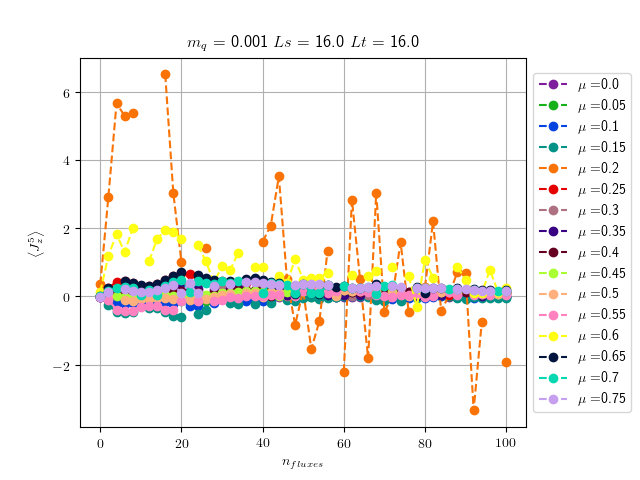 m_q = 0.001 Ls = 16.0 Lt = 16.0
⟨J_z^5⟩
6
4
2
0
−2
0 20 40 60 80 100
n_fluxes
μ =0.0
μ =0.05
μ =0.1
μ =0.15
μ =0.2
μ =0.25
μ =0.3
μ =0.35
μ =0.4
μ =0.45
μ =0.5
μ =0.55
μ =0.6
μ =0.65
μ =0.7
μ =0.75